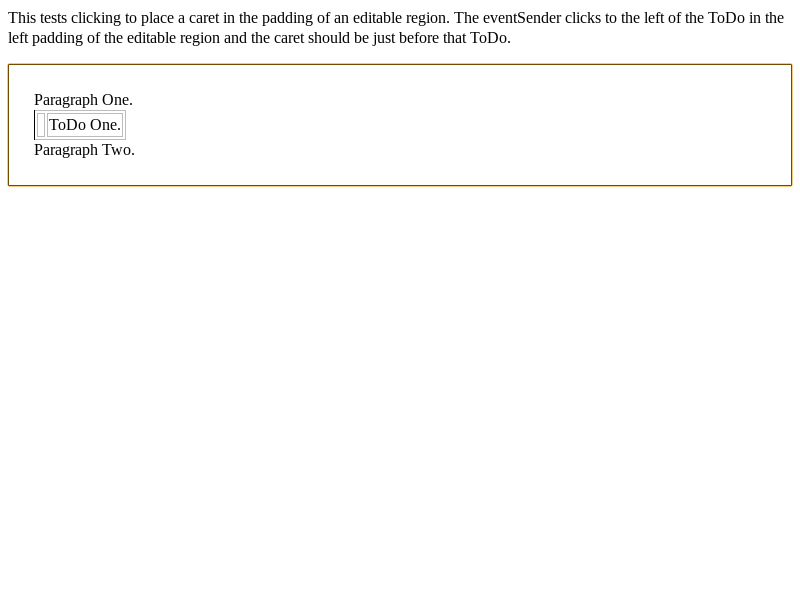 This tests clicking to place a caret in the padding of an editable region. The eventSender clicks to the left of the ToDo in the
left padding of the editable region and the caret should be just before that ToDo.
Paragraph One.
ToDo One.
Paragraph Two.